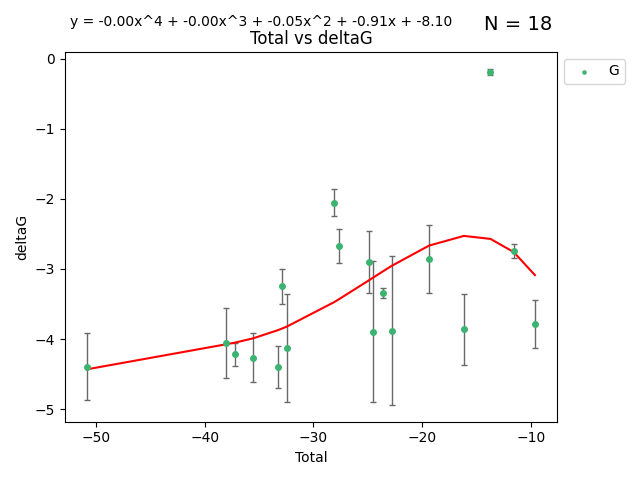 y = -0.00x^4 + -0.00x^3 + -0.05x^2 + -0.91x + -8.10
N = 18
Total vs deltaG
G
0
−1
−2
−3
−4
−5
deltaG
−50
−40
−30
−20
−10
Total